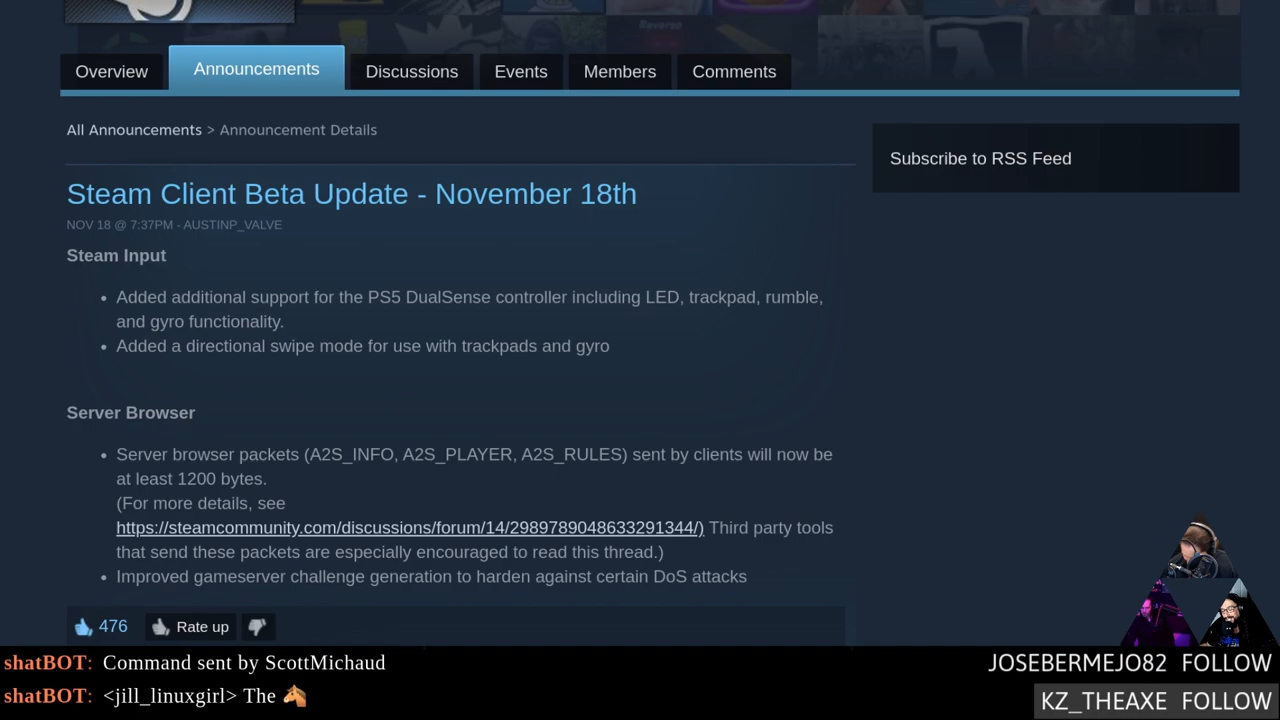 Reverso
Overview
Announcements
Discussions
Events
Members
Comments
All Announcements > Announcement Details
Subscribe to RSS Feed
Steam Client Beta Update - November 18th
NOV 18 @ 7:37PM - AUSTINP_VALVE
Steam Input
• Added additional support for the PS5 DualSense controller including LED, trackpad, rumble,
and gyro functionality.
• Added a directional swipe mode for use with trackpads and gyro
Server Browser
• Server browser packets (A2S_INFO, A2S_PLAYER, A2S_RULES) sent by clients will now be
at least 1200 bytes.
(For more details, see
https://steamcommunity.com/discussions/forum/14/2989789048633291344/) Third party tools
that send these packets are especially encouraged to read this thread.)
• Improved gameserver challenge generation to harden against certain DoS attacks
476
Rate up
shatBOT: Command sent by ScottMichaud
JOSEBERMEJO82 FOLLOW
shatBOT: <jill_linuxgirl> The 🐴
KZ_THEAXE FOLLOW